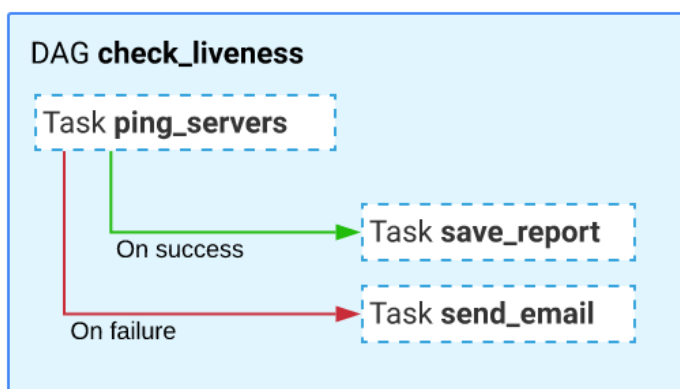 DAG check_liveness
Task ping_servers
On success
Task save_report
On failure
Task send_email